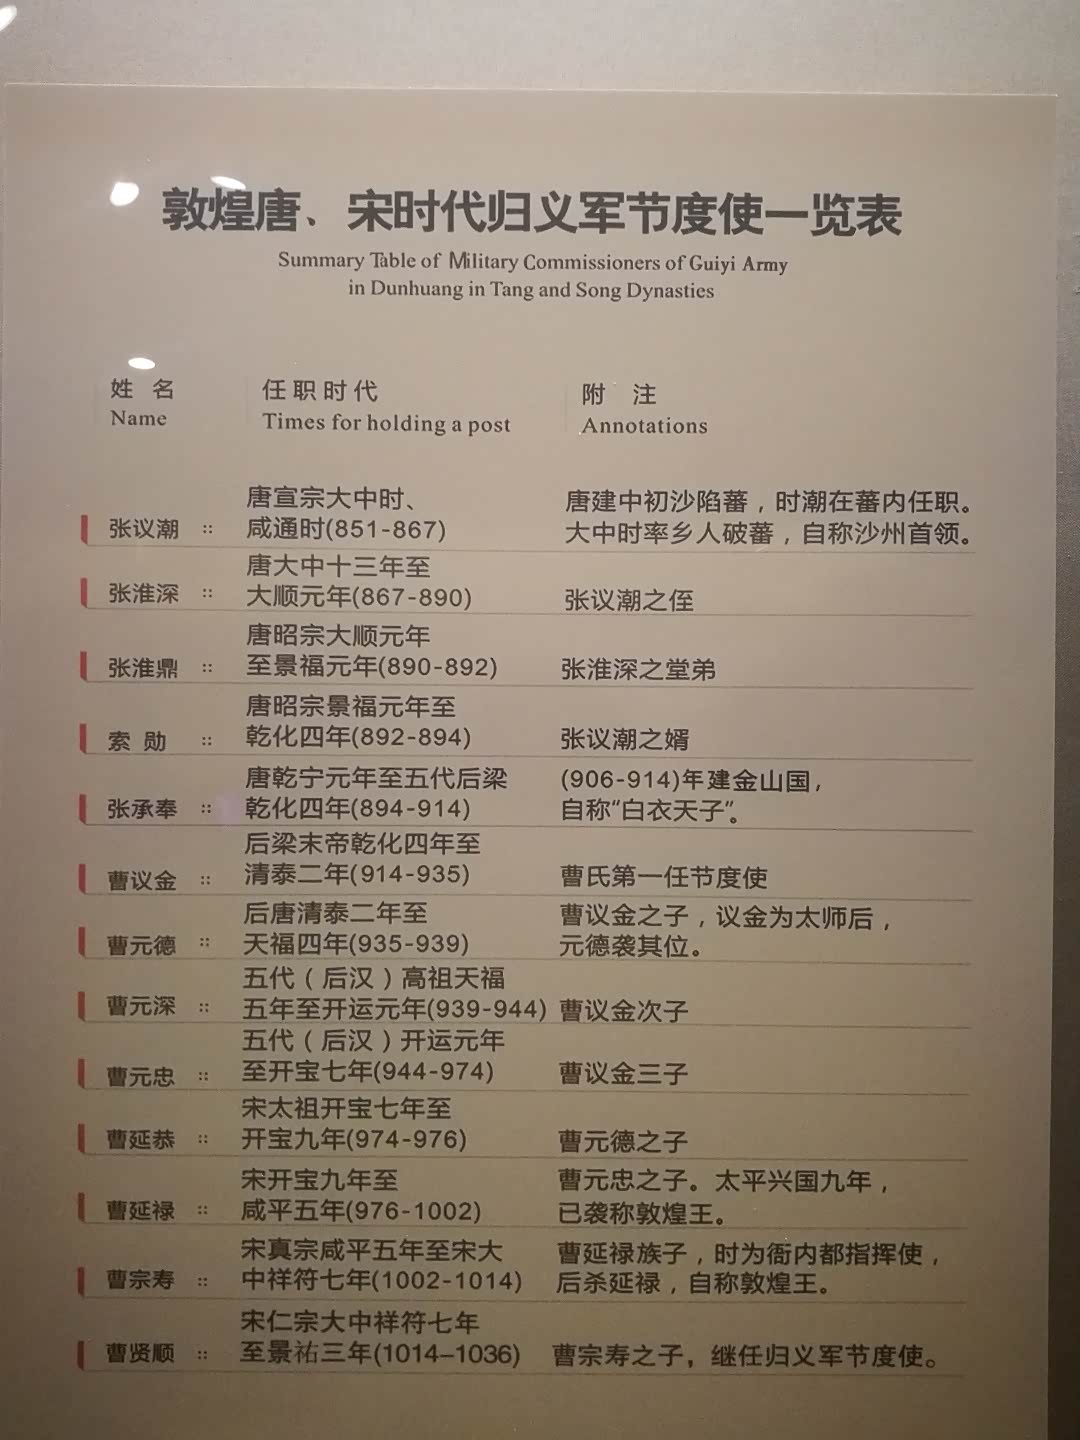 敦煌唐、宋时代归义军节度使一览表
Summary Table of Military Commissioners of Guiyi Army
in Dunhuang in Tang and Song Dynasties
姓 名 任职时代 附 注
Name Times for holding a post Annotations
唐宣宗大中时、 唐建中初沙陷蕃，时潮在蕃内任职。
张议潮 :: 咸通时(851-867) 大中时率乡人破蕃，自称沙州首领。
唐大中十三年至
张淮深 :: 大顺元年(867-890) 张议潮之侄
唐昭宗大顺元年
张淮鼎 :: 至景福元年(890-892) 张淮深之堂弟
唐昭宗景福元年至
索 勋 :: 乾化四年(892-894) 张议潮之婿
唐乾宁元年至五代后梁 (906-914)年建金山国，
张承奉 :: 乾化四年(894-914) 自称“白衣天子”。
后梁末帝乾化四年至
曹议金 :: 清泰二年(914-935) 曹氏第一任节度使
后唐清泰二年至 曹议金之子，议金为太师后，
曹元德 :: 天福四年(935-939) 元德袭其位。
五代（后汉）高祖天福
曹元深 :: 五年至开运元年(939-944) 曹议金次子
五代（后汉）开运元年
曹元忠 :: 至开宝七年(944-974) 曹议金三子
宋太祖开宝七年至
曹延恭 :: 开宝九年(974-976) 曹元德之子
宋开宝九年至 曹元忠之子。太平兴国九年，
曹延禄 :: 咸平五年(976-1002) 已袭称敦煌王。
宋真宗咸平五年至宋大 曹延禄族子，时为衙内都指挥使，
曹宗寿 :: 中祥符七年(1002-1014) 后杀延禄，自称敦煌王。
宋仁宗大中祥符七年
曹贤顺 :: 至景祐三年(1014–1036) 曹宗寿之子，继任归义军节度使。